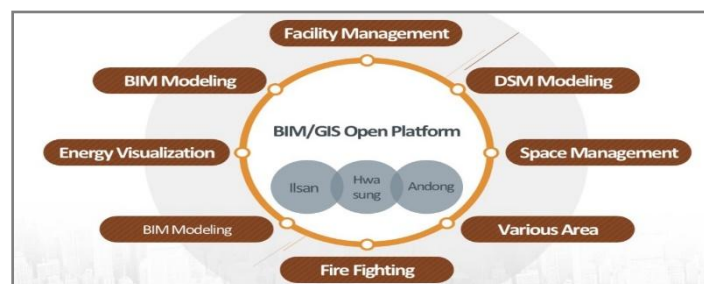 Facility Management
BIM Modeling
DSM Modeling
BIM/GIS Open Platform
Energy Visualization
Space Management
Ilsan
Hwa
sung
Andong
BIM Modeling
Various Area
Fire Fighting